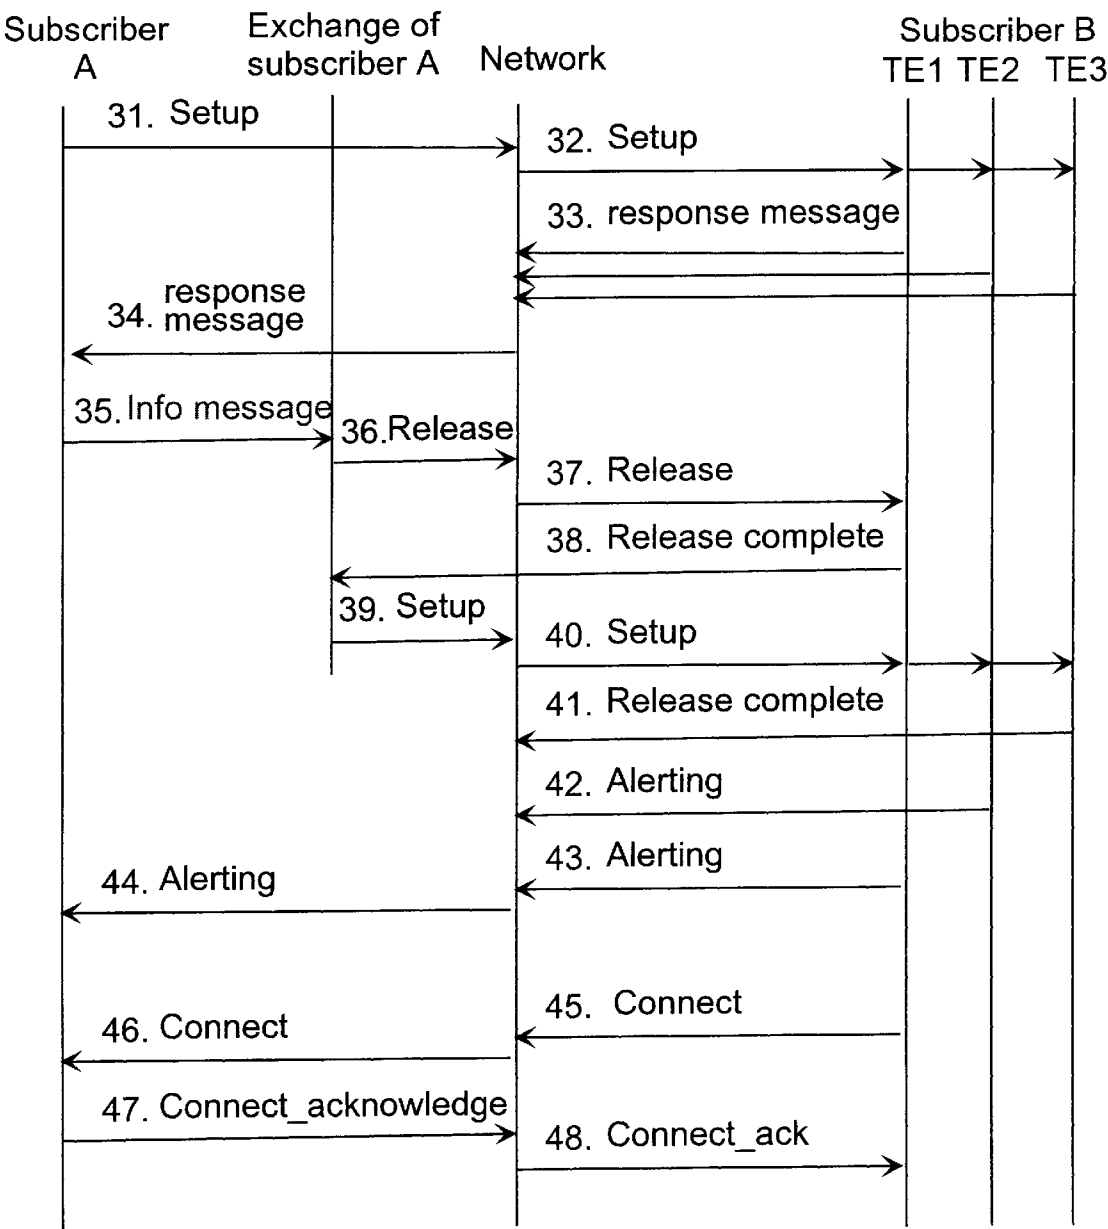 Subscriber
A
Exchange of
subscriber A
Network
Subscriber B
TE1 TE2 TE3
31. Setup
32. Setup
33. response message
34. response
message
35. Info message
36. Release
37. Release
38. Release complete
39. Setup
40. Setup
41. Release complete
42. Alerting
43. Alerting
44. Alerting
45. Connect
46. Connect
47. Connect_acknowledge
48. Connect_ack